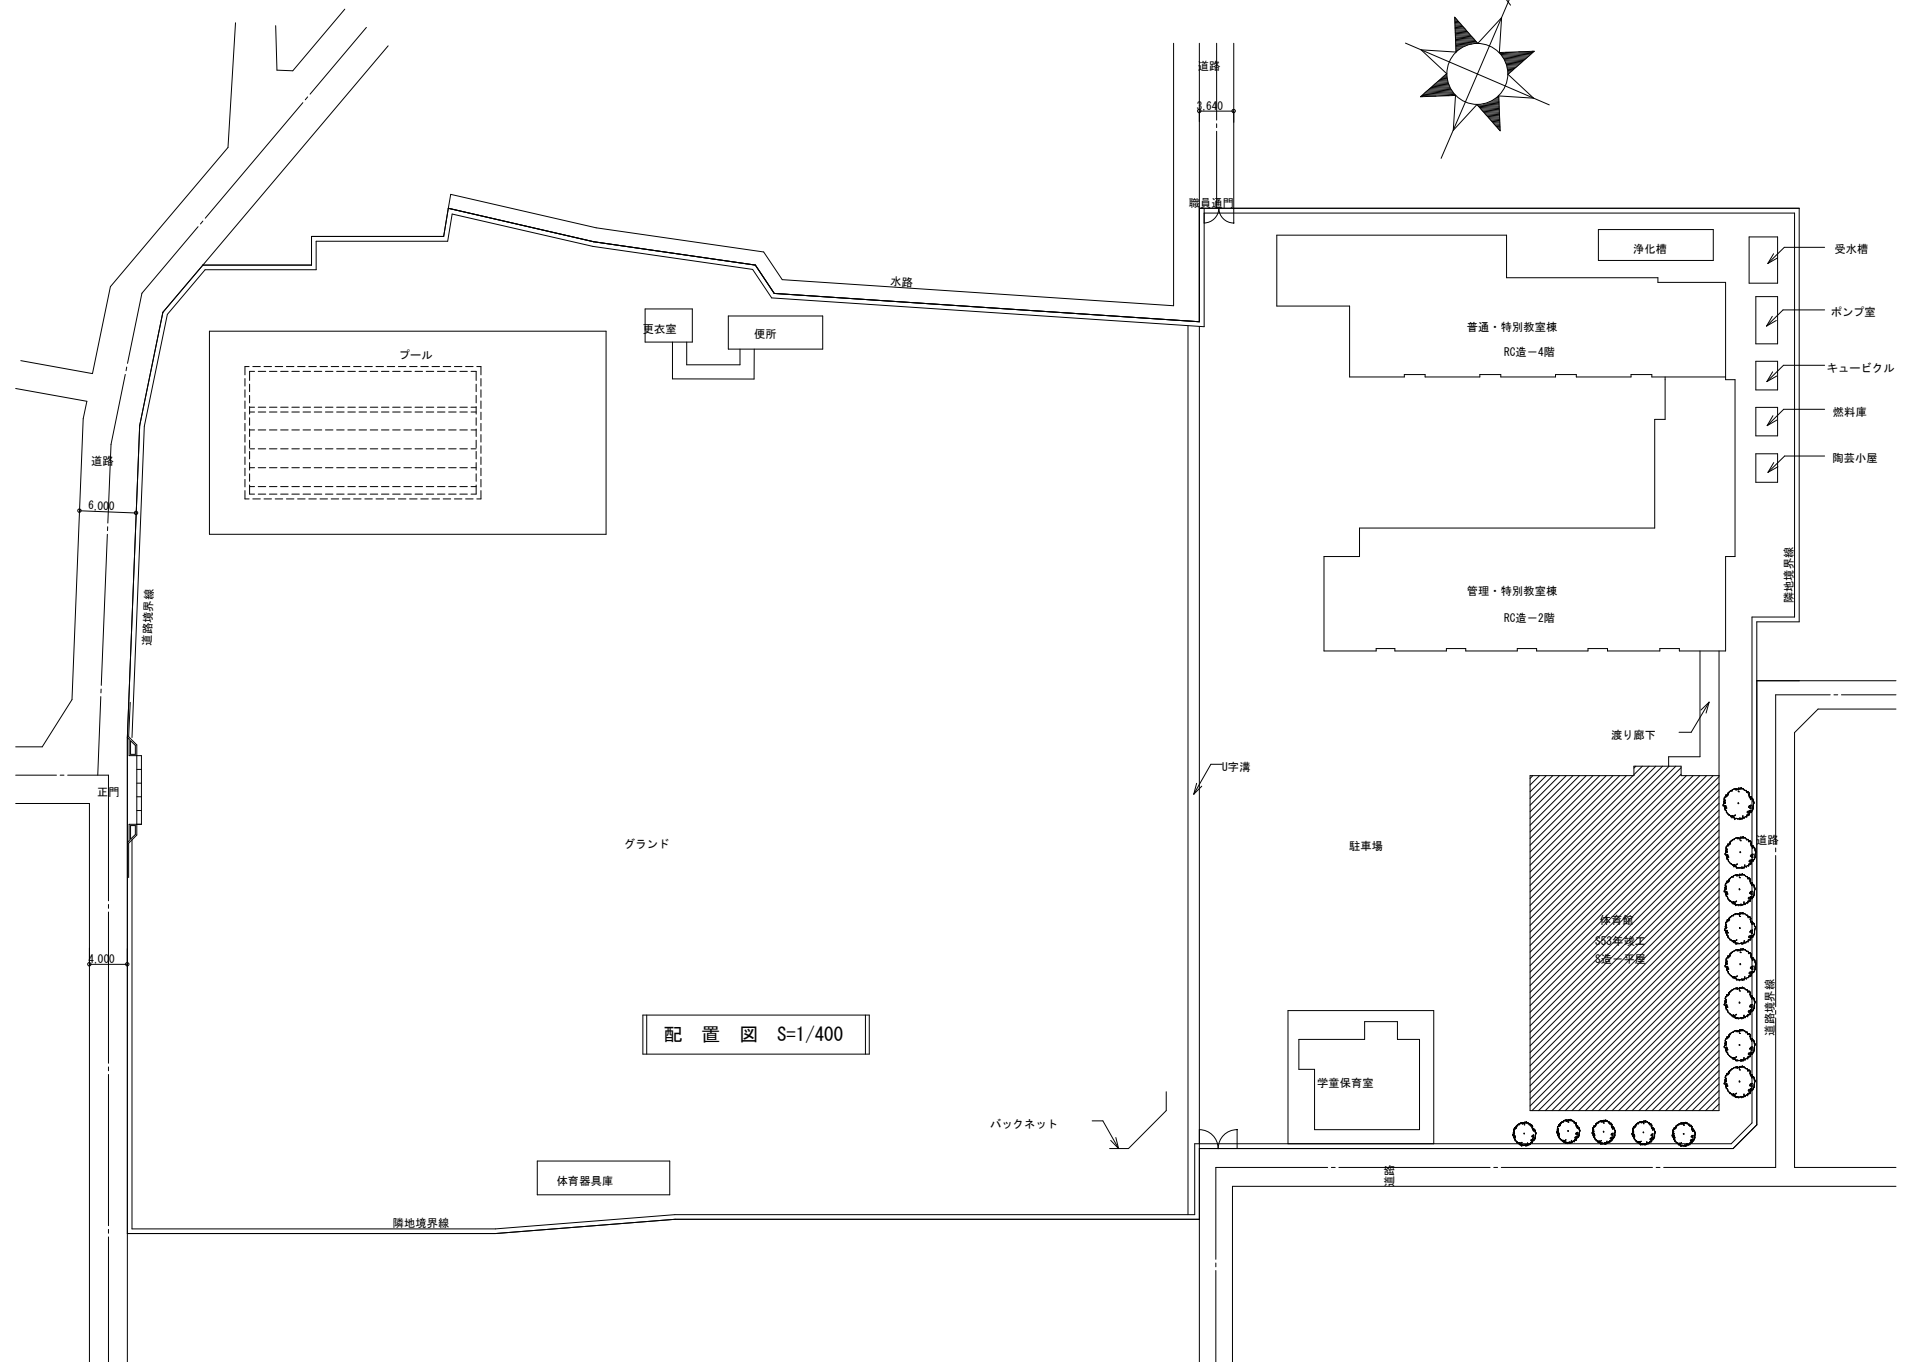 道路
3,640
職員通門
浄化槽
受水槽
水路
ポンプ室
更衣室
便所
普通・特別教室棟
RC造－4階
プール
キュービクル
燃料庫
道路
陶芸小屋
6,000
隣地境界線
道路境界線
管理・特別教室棟
RC造－2階
渡り廊下
U字溝
正門
グランド
駐車場
道路
体育館
S53年竣工
S造－平屋
4,000
道路境界線
配　置　図　S=1/400
学童保育室
バックネット
道路
体育器具庫
隣地境界線